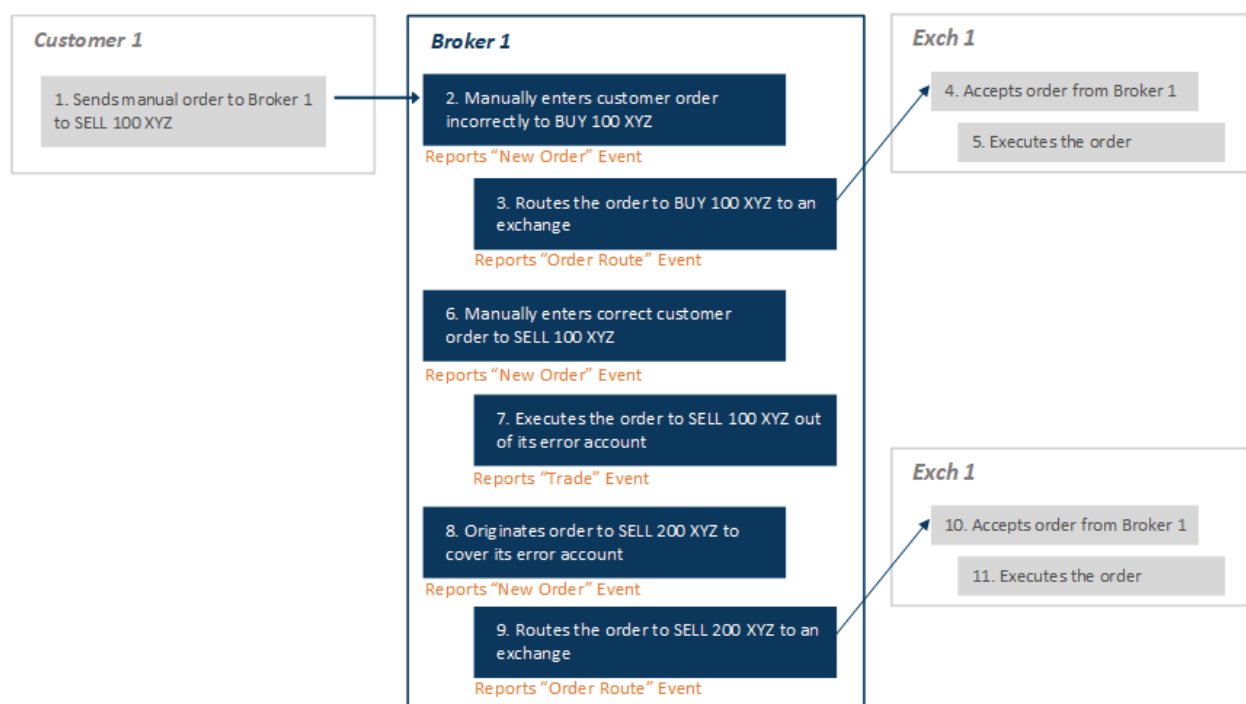 Customer 1
1. Sends manual order to Broker 1
to SELL 100 XYZ
Broker 1
2. Manually enters customer order
incorrectly to BUY 100 XYZ
Reports “New Order” Event
3. Routes the order to BUY 100 XYZ to an
exchange
Reports “Order Route” Event
Exch 1
4. Accepts order from Broker 1
5. Executes the order
6. Manually enters correct customer
order to SELL 100 XYZ
Reports “New Order” Event
7. Executes the order to SELL 100 XYZ out
of its error account
Reports “Trade” Event
8. Originates order to SELL 200 XYZ to
cover its error account
Reports “New Order” Event
9. Routes the order to SELL 200 XYZ to an
exchange
Reports “Order Route” Event
Exch 1
10. Accepts order from Broker 1
11. Executes the order